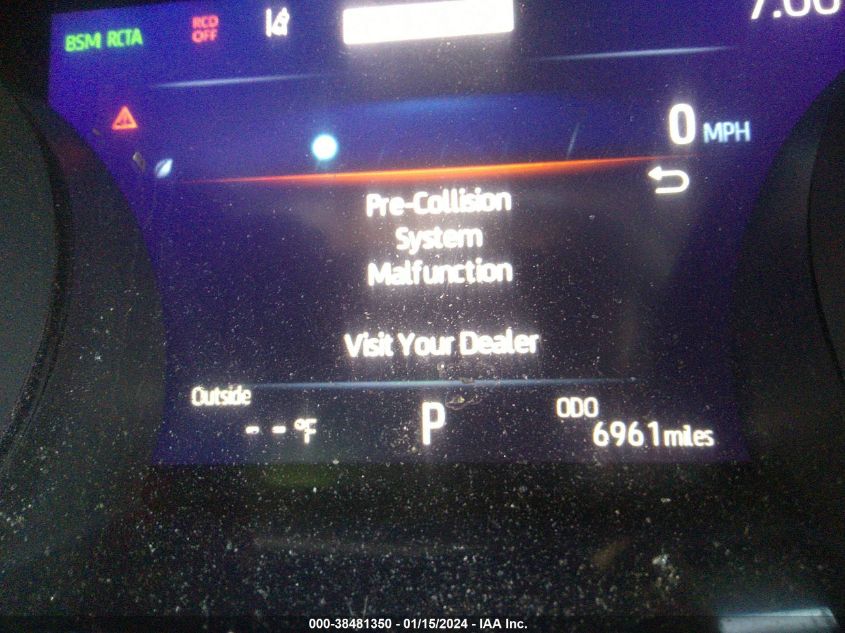 BSM RCTA
RCD
OFF
0 MPH
Pre-Collision
System
Malfunction
Visit Your Dealer
Outside
- - °F
P
ODO
6961 miles
000-38481350 - 01/15/2024 - IAA Inc.